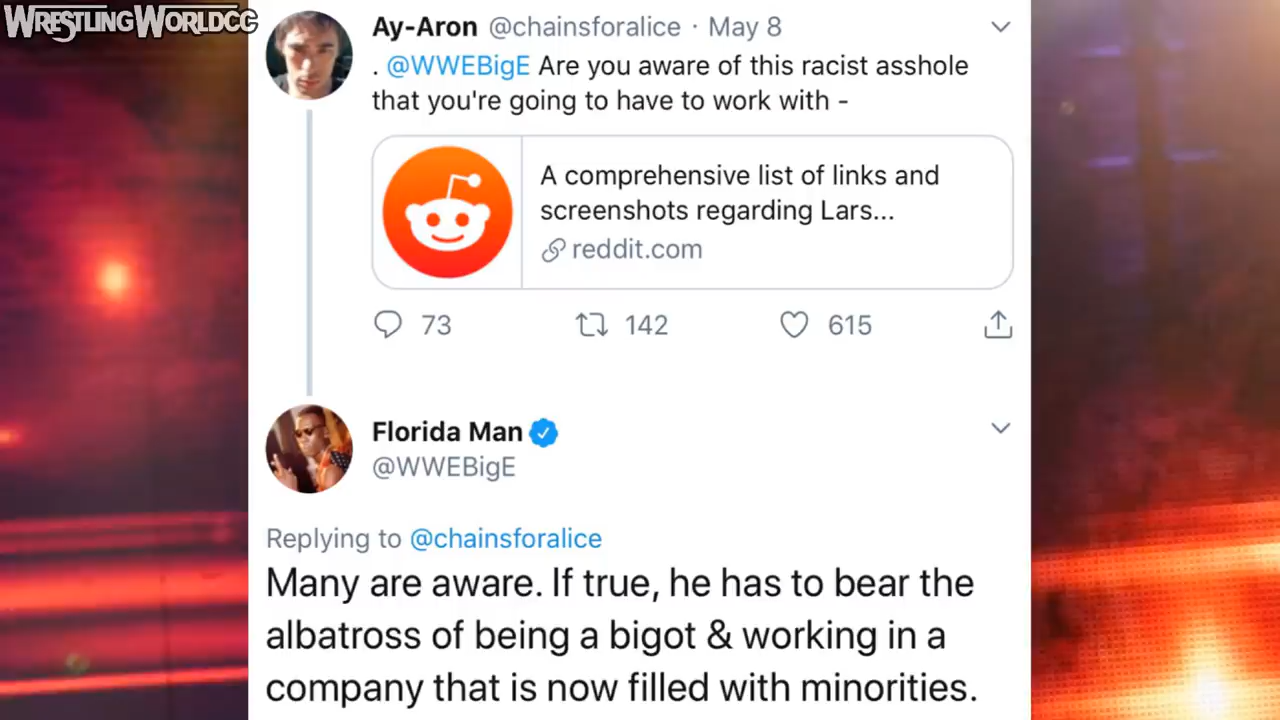 WRESTLINGWORLDCC
Ay-Aron @chainsforalice · May 8
. @WWEBigE Are you aware of this racist asshole
that you're going to have to work with -
A comprehensive list of links and
screenshots regarding Lars...
reddit.com
73 142 615
Florida Man
@WWEBigE
Replying to @chainsforalice
Many are aware. If true, he has to bear the
albatross of being a bigot & working in a
company that is now filled with minorities.